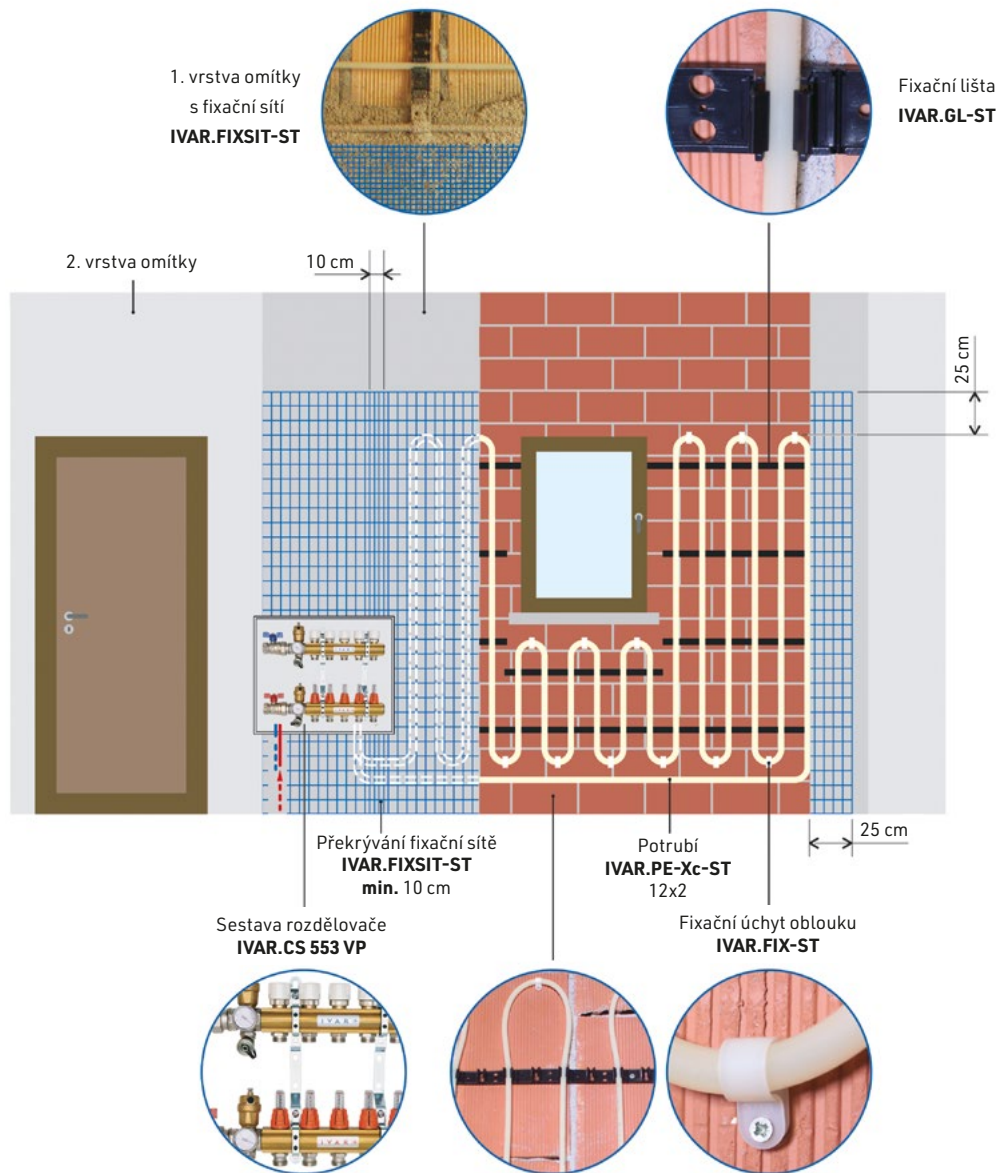 1. vrstva omítky
s fixační sítí
IVAR.FIXSIT-ST
Fixační lišta
IVAR.GL-ST
2. vrstva omítky
10 cm
25 cm
25 cm
Překrývání fixační sítě
IVAR.FIXSIT-ST
min. 10 cm
Potrubí
IVAR.PE-Xc-ST
12x2
Sestava rozdělovače
IVAR.CS 553 VP
Fixační úchyt oblouku
IVAR.FIX-ST
IVAR
IVAR